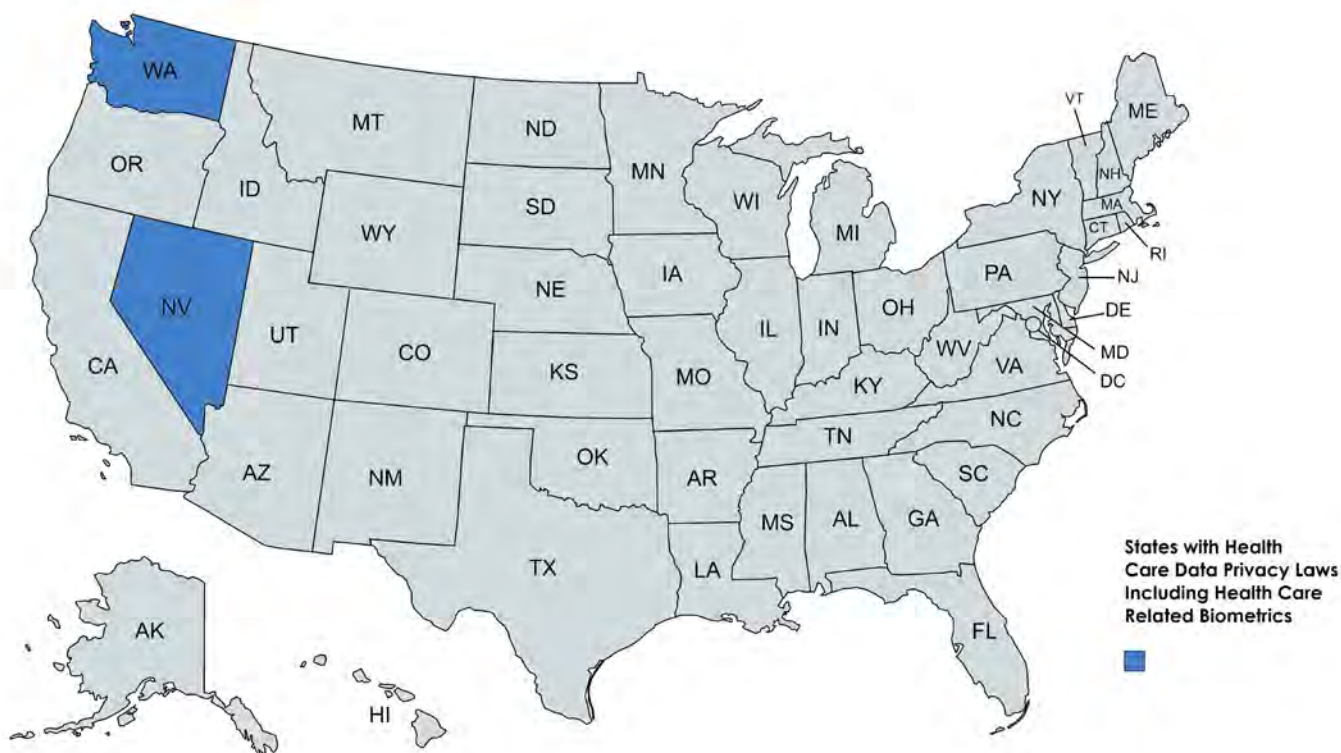 WA
MT
ND
MN
VT
ME
OR
ID
SD
WI
NY
NH
MA
WY
MI
CT
RI
IA
PA
NJ
NV
NE
OH
DE
UT
CO
IL
IN
WV
MD
CA
KS
MO
KY
VA
DC
TN
NC
AZ
NM
OK
AR
SC
MS
AL
GA
TX
LA
States with Health
Care Data Privacy Laws
Including Health Care
Related Biometrics
AK
FL
HI